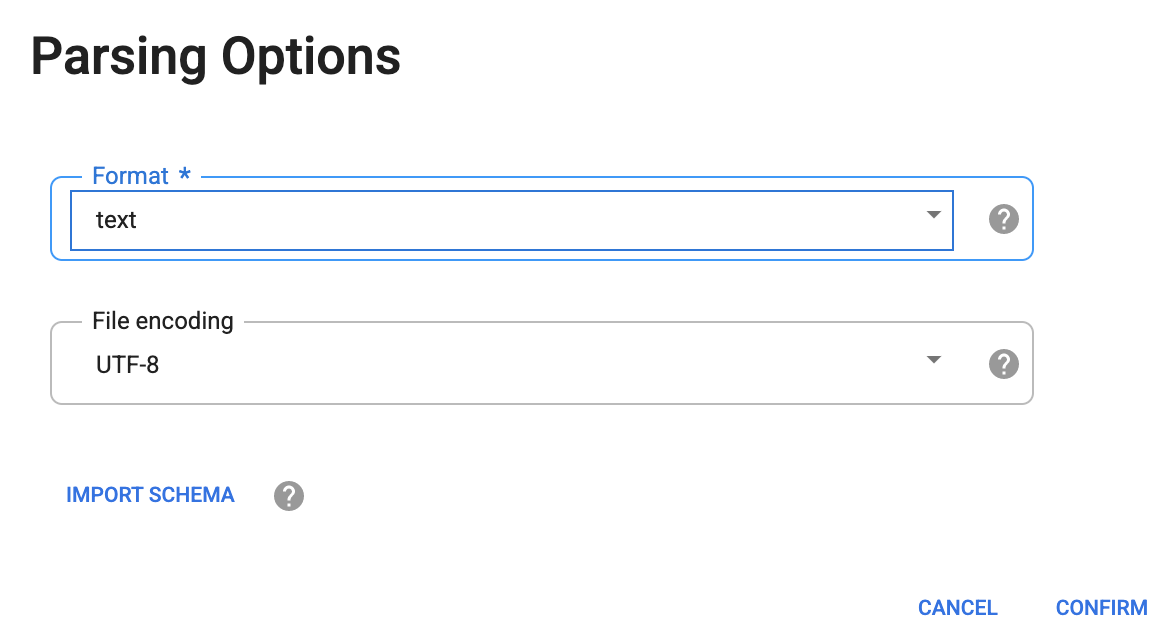 Parsing Options
Format *
text
File encoding
UTF-8
IMPORT SCHEMA
CANCEL CONFIRM